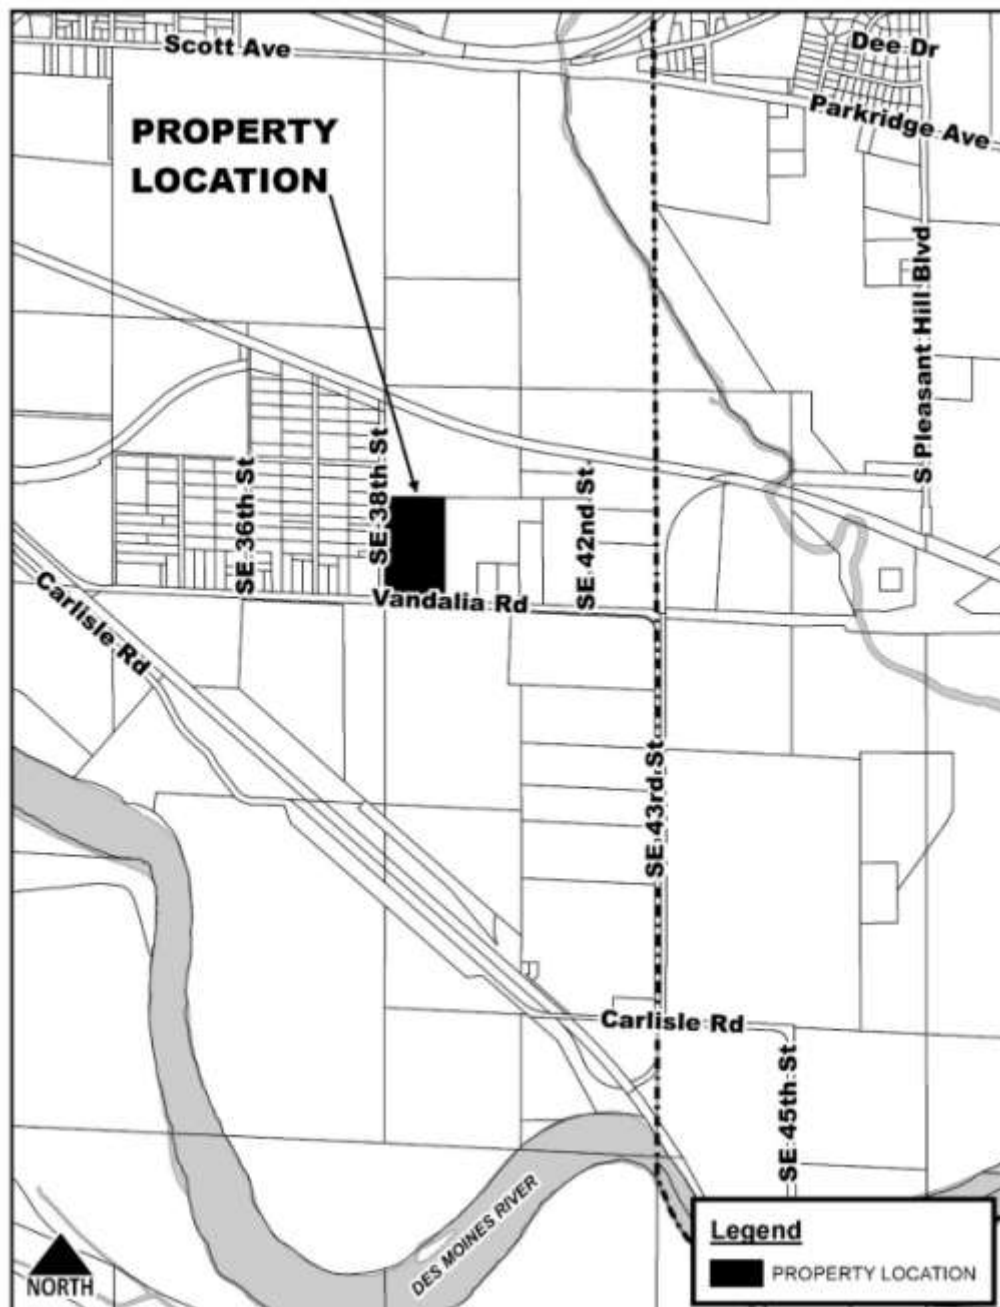 Scott Ave
Dee Dr
Parkridge Ave
PROPERTY
LOCATION
S Pleasant Hill Blvd
SE 36th St
SE 38th St
SE 42nd St
Vandalia Rd
Carlisle Rd
SE 43rd St
Carlisle Rd
SE 45th St
DES MOINES RIVER
NORTH
Legend
PROPERTY LOCATION